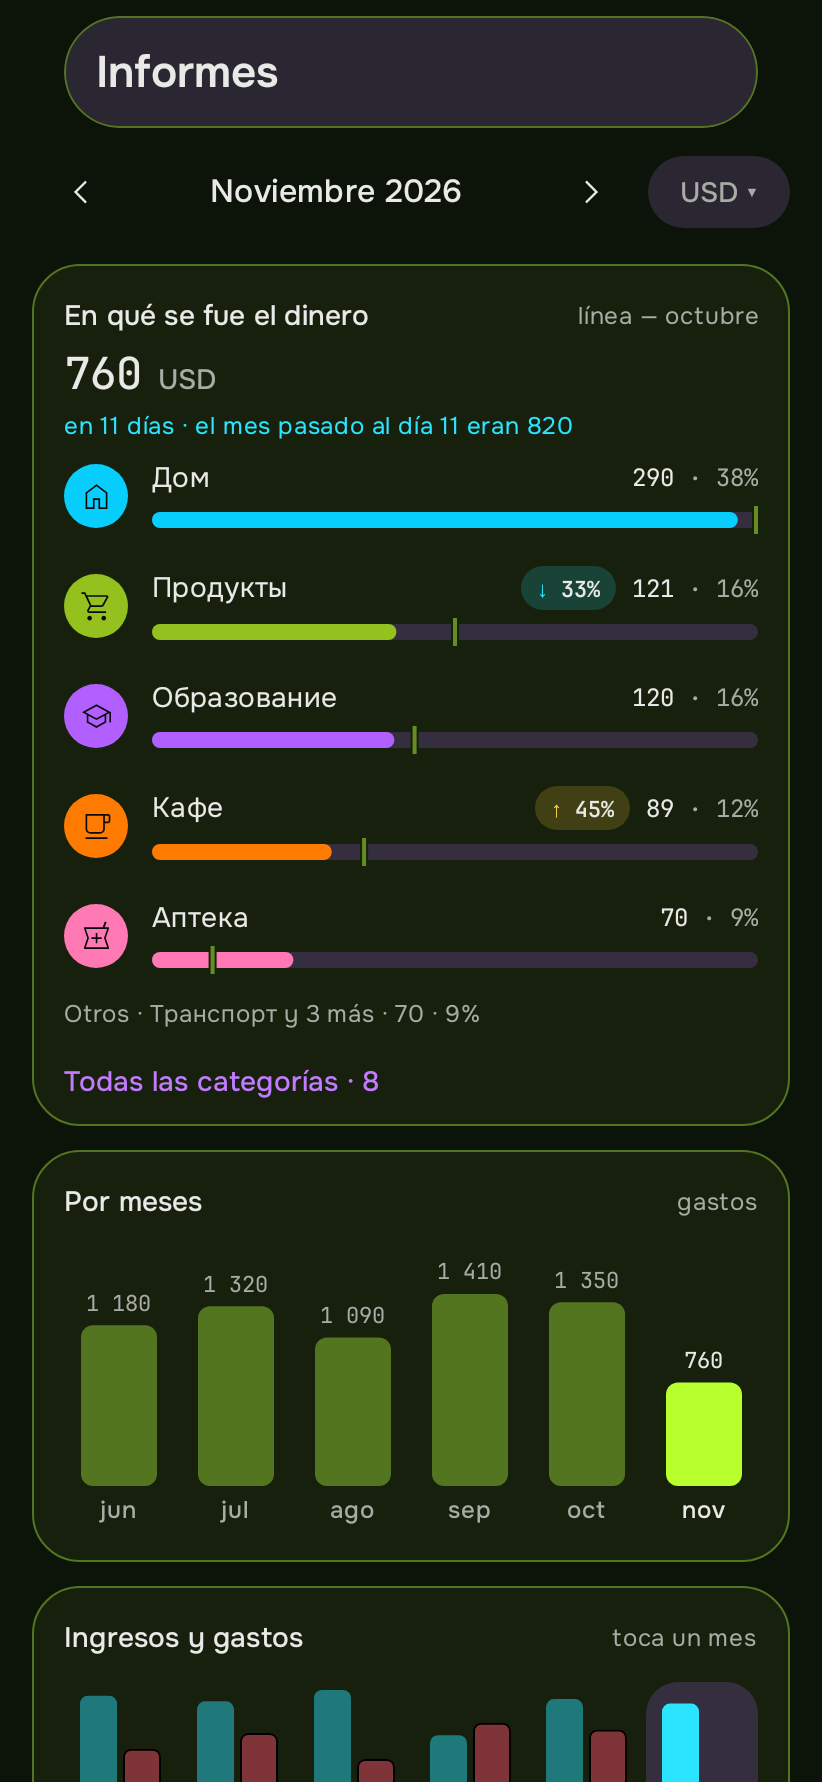 Informes
Noviembre 2026
USD ▾
En qué se fue el dinero
línea — octubre
760 USD
en 11 días · el mes pasado al día 11 eran 820
Дом
290 · 38%
Продукты
↓ 33% 121 · 16%
Образование
120 · 16%
Кафе
↑ 45% 89 · 12%
Аптека
70 · 9%
Otros · Транспорт y 3 más · 70 · 9%
Todas las categorías · 8
Por meses
gastos
1 180
1 320
1 090
1 410
1 350
760
jun
jul
ago
sep
oct
nov
Ingresos y gastos
toca un mes